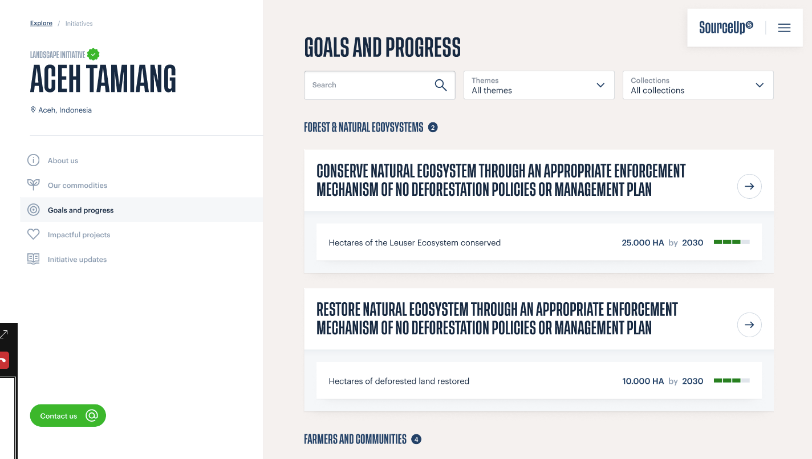 Explore / Initiatives
LANDSCAPE INITIATIVE
ACEH TAMIANG
Aceh, Indonesia
About us
Our commodities
Goals and progress
Impactful projects
Initiative updates
Contact us
SourceUp
GOALS AND PROGRESS
Search
Themes
All themes
Collections
All collections
FOREST & NATURAL ECOYSYSTEMS 2
CONSERVE NATURAL ECOSYSTEM THROUGH AN APPROPRIATE ENFORCEMENT
MECHANISM OF NO DEFORESTATION POLICIES OR MANAGEMENT PLAN
Hectares of the Leuser Ecosystem conserved
25.000 HA by 2030
RESTORE NATURAL ECOSYSTEM THROUGH AN APPROPRIATE ENFORCEMENT
MECHANISM OF NO DEFORESTATION POLICIES OR MANAGEMENT PLAN
Hectares of deforested land restored
10.000 HA by 2030
FARMERS AND COMMUNITIES 4